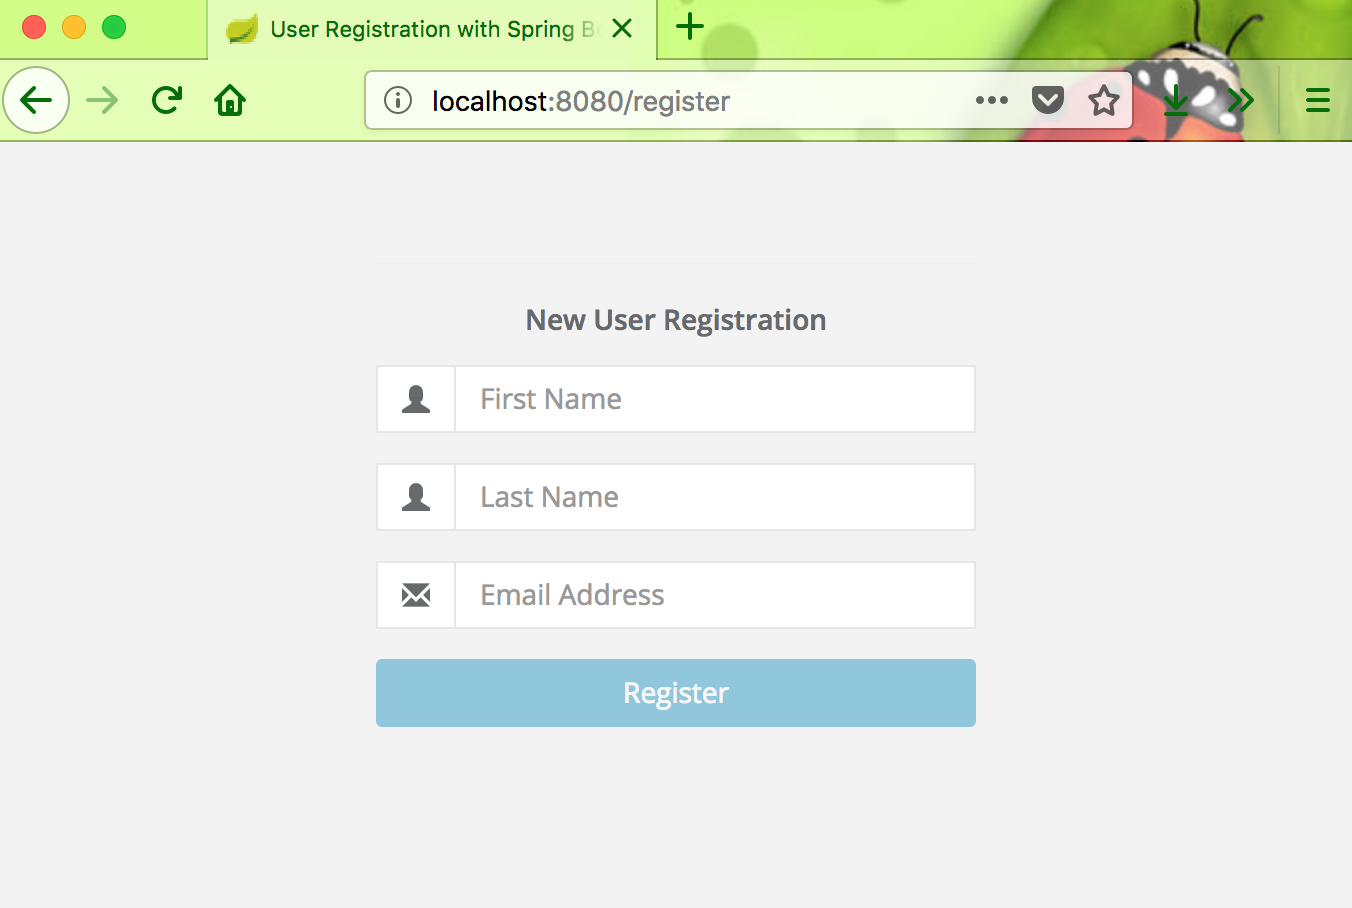 User Registration with Spring B
localhost:8080/register
New User Registration
First Name
Last Name
Email Address
Register